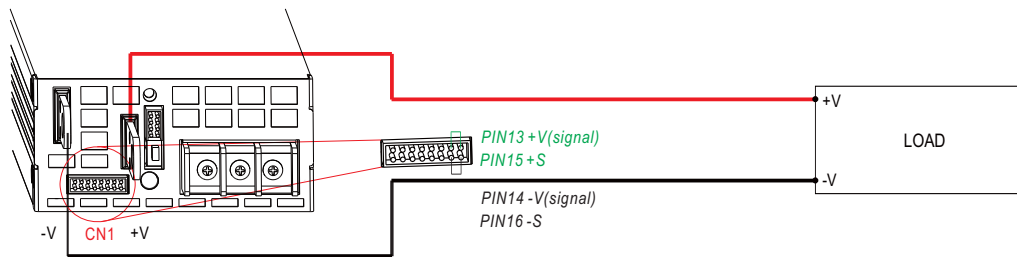 +V
PIN13 +V(signal)
PIN15 +S
LOAD
-V
PIN14 -V(signal)
PIN16 -S
-V CN1 +V